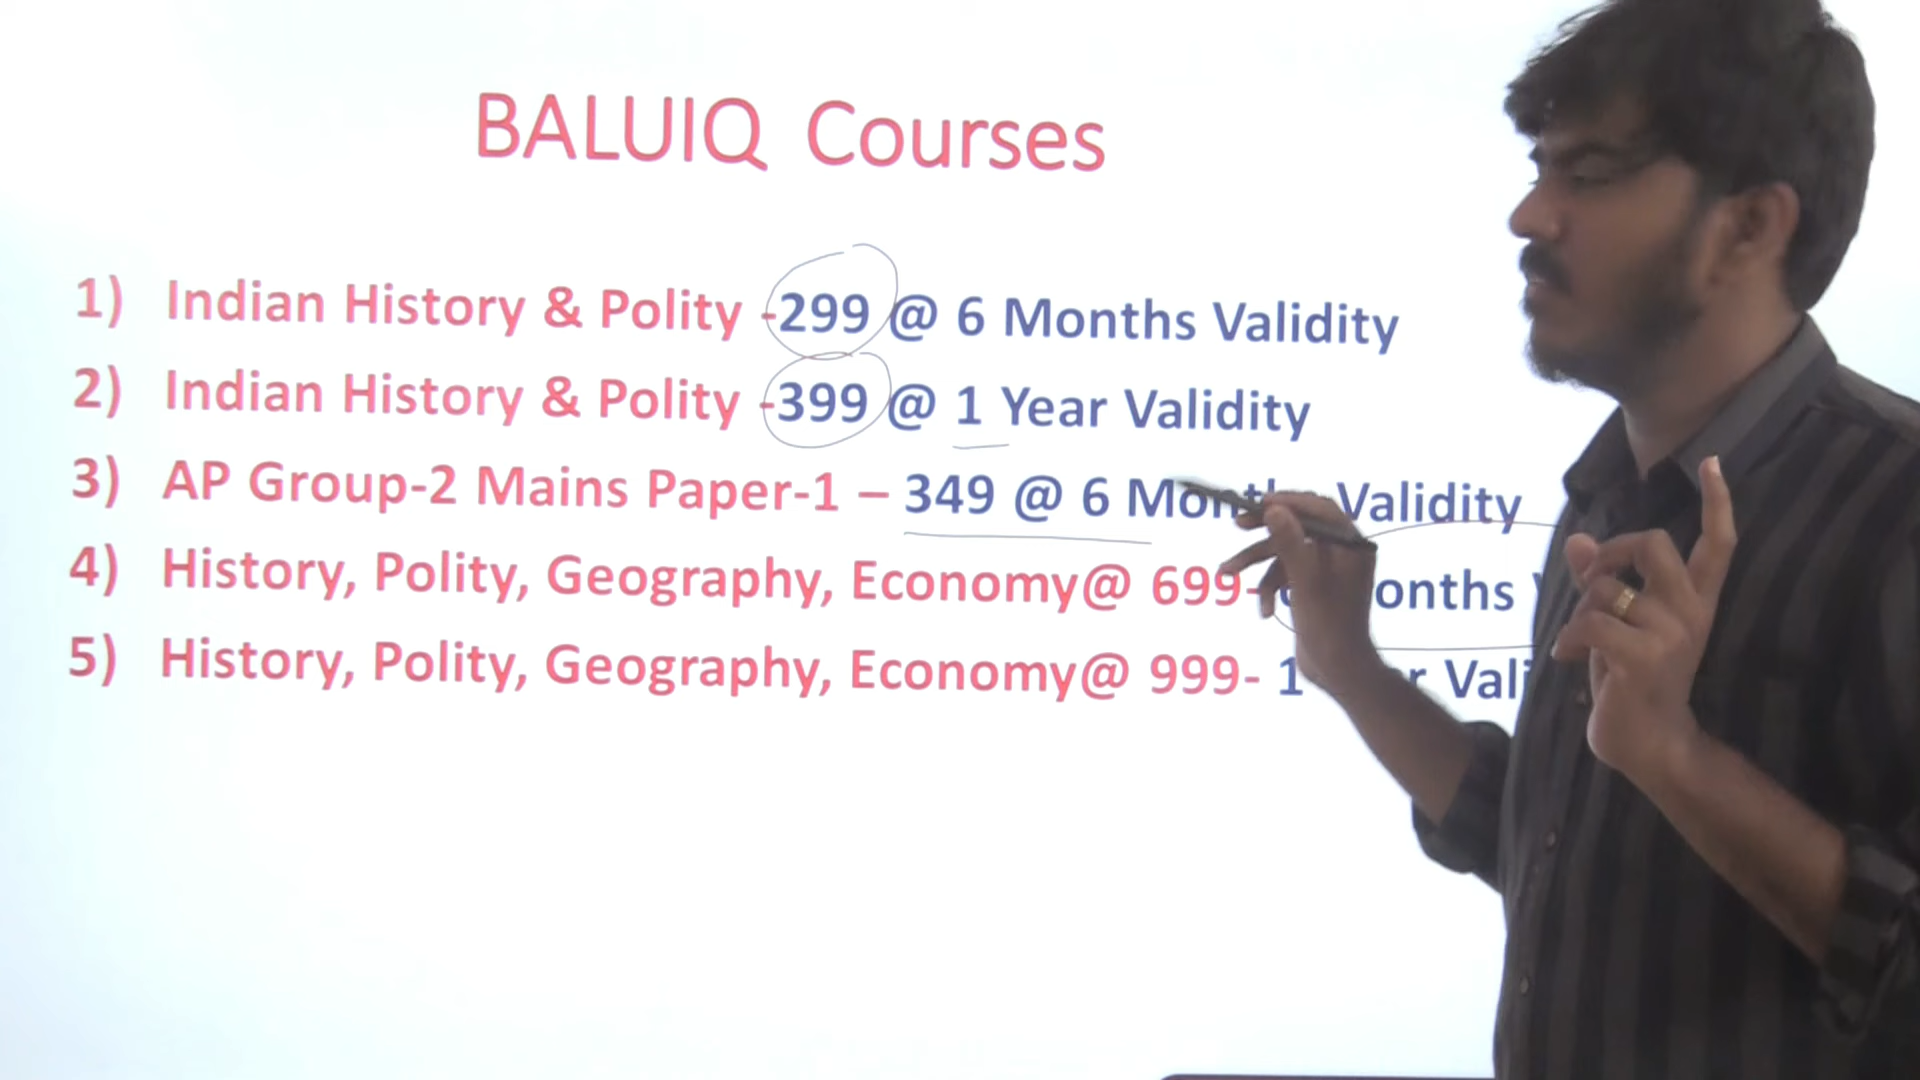 BALUIQ Courses
1) Indian History & Polity -299 @ 6 Months Validity
2) Indian History & Polity -399 @ 1 Year Validity
3) AP Group-2 Mains Paper-1 – 349 @ 6 Months Validity
4) History, Polity, Geography, Economy@ 699-
5) History, Polity, Geography, Economy@ 999- 1